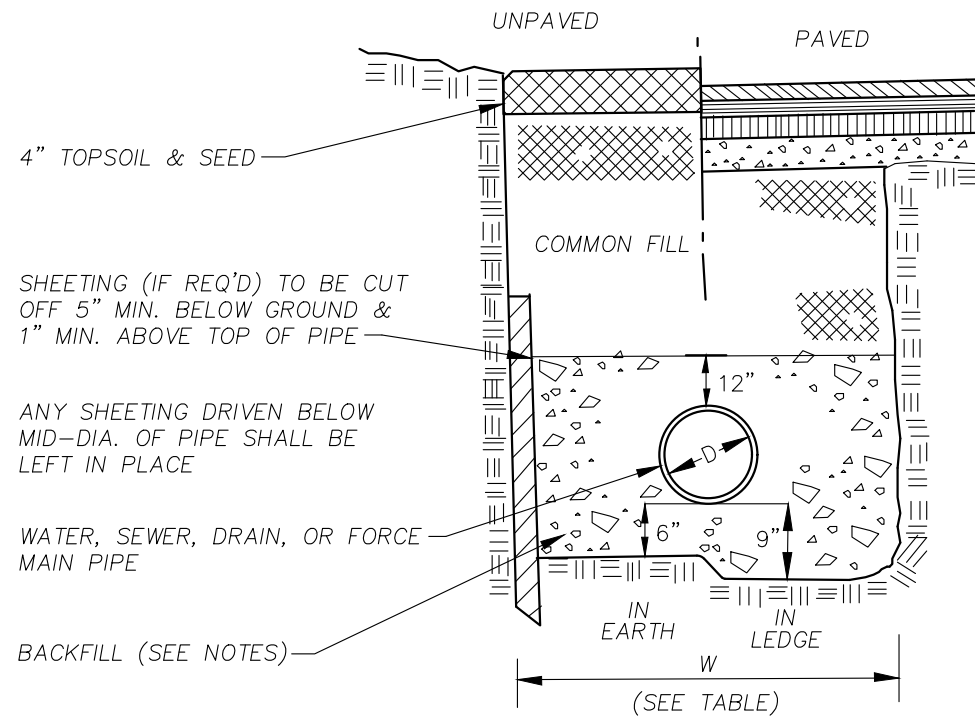 UNPAVED
PAVED
4” TOPSOIL & SEED
COMMON FILL
SHEETING (IF REQ’D) TO BE CUT
OFF 5” MIN. BELOW GROUND &
1” MIN. ABOVE TOP OF PIPE
12”
ANY SHEETING DRIVEN BELOW
MID-DIA. OF PIPE SHALL BE
LEFT IN PLACE
D
WATER, SEWER, DRAIN, OR FORCE
MAIN PIPE
6”
9”
IN
EARTH
IN
LEDGE
BACKFILL (SEE NOTES)
W
(SEE TABLE)